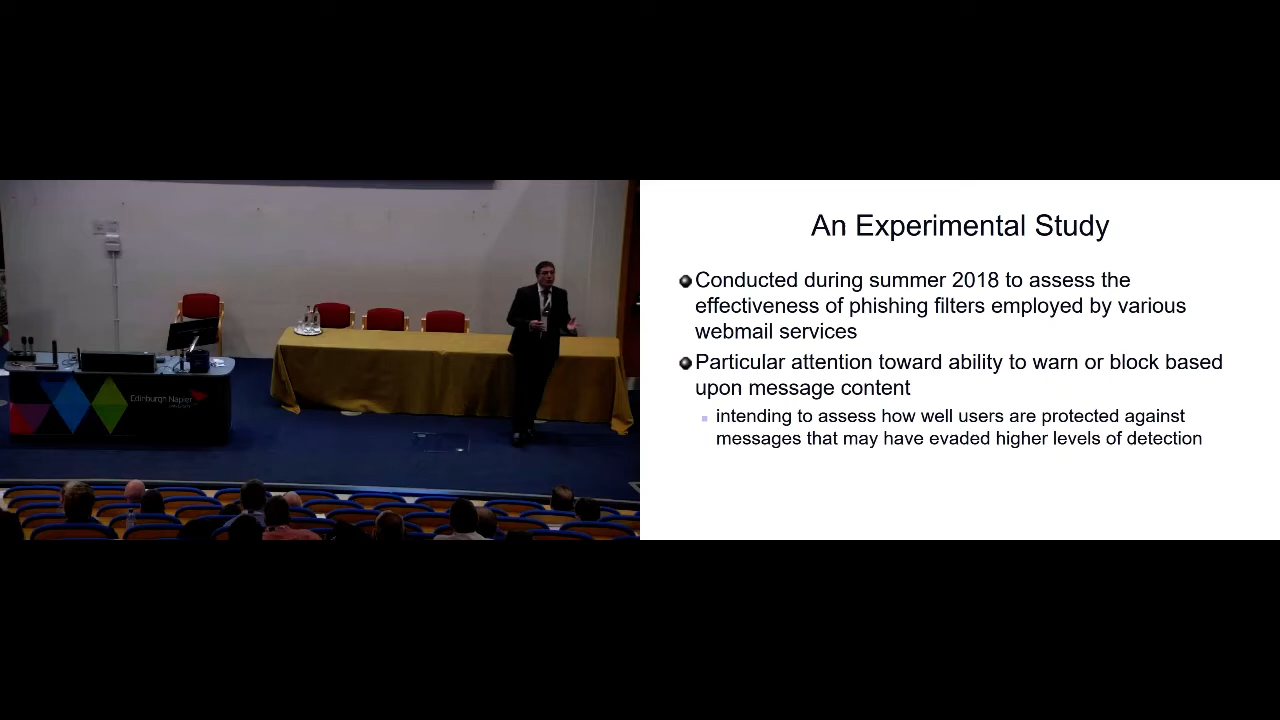 Edinburgh Napier
UNIVERSITY
An Experimental Study
Conducted during summer 2018 to assess the
effectiveness of phishing filters employed by various
webmail services
Particular attention toward ability to warn or block based
upon message content
intending to assess how well users are protected against
messages that may have evaded higher levels of detection